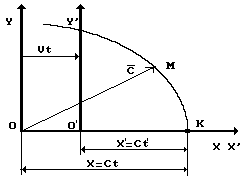 Y Y'
Vt
C M
O O' K
X'=Ct' X X'
X=Ct